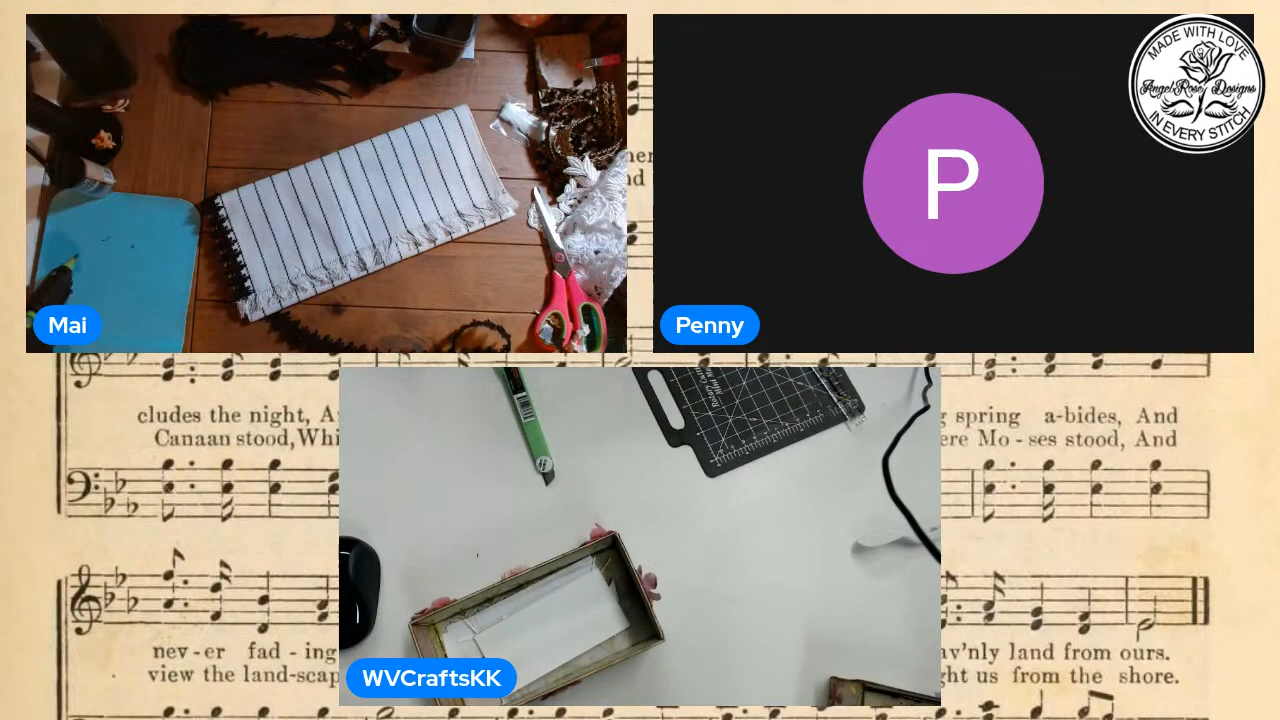 Mai
P
Penny
MADE WITH LOVE
AngelRose Designs
IN EVERY STITCH
cludes the night,
spring a-bides, And
Canaan stood, Whi
ere Mo - ses stood, And
WVCraftsKK
nev - er fad - ing
av'nly land from ours.
view the land-scap
ght us from the shore.